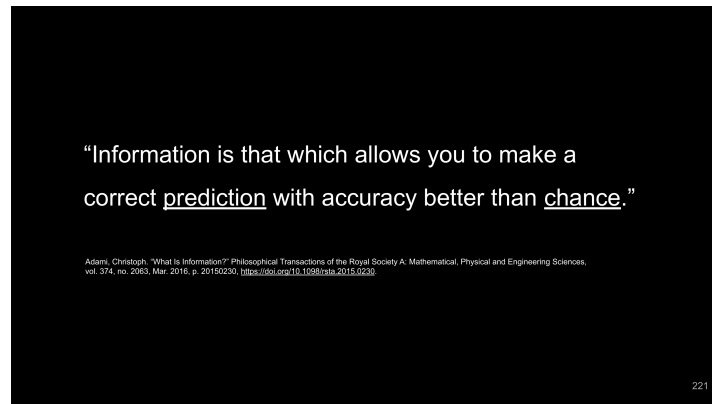 “Information is that which allows you to make a
correct prediction with accuracy better than chance.”
Adami, Christoph. “What Is Information?” Philosophical Transactions of the Royal Society A: Mathematical, Physical and Engineering Sciences,
vol. 374, no. 2063, Mar. 2016, p. 20150230, https://doi.org/10.1098/rsta.2015.0230.
221